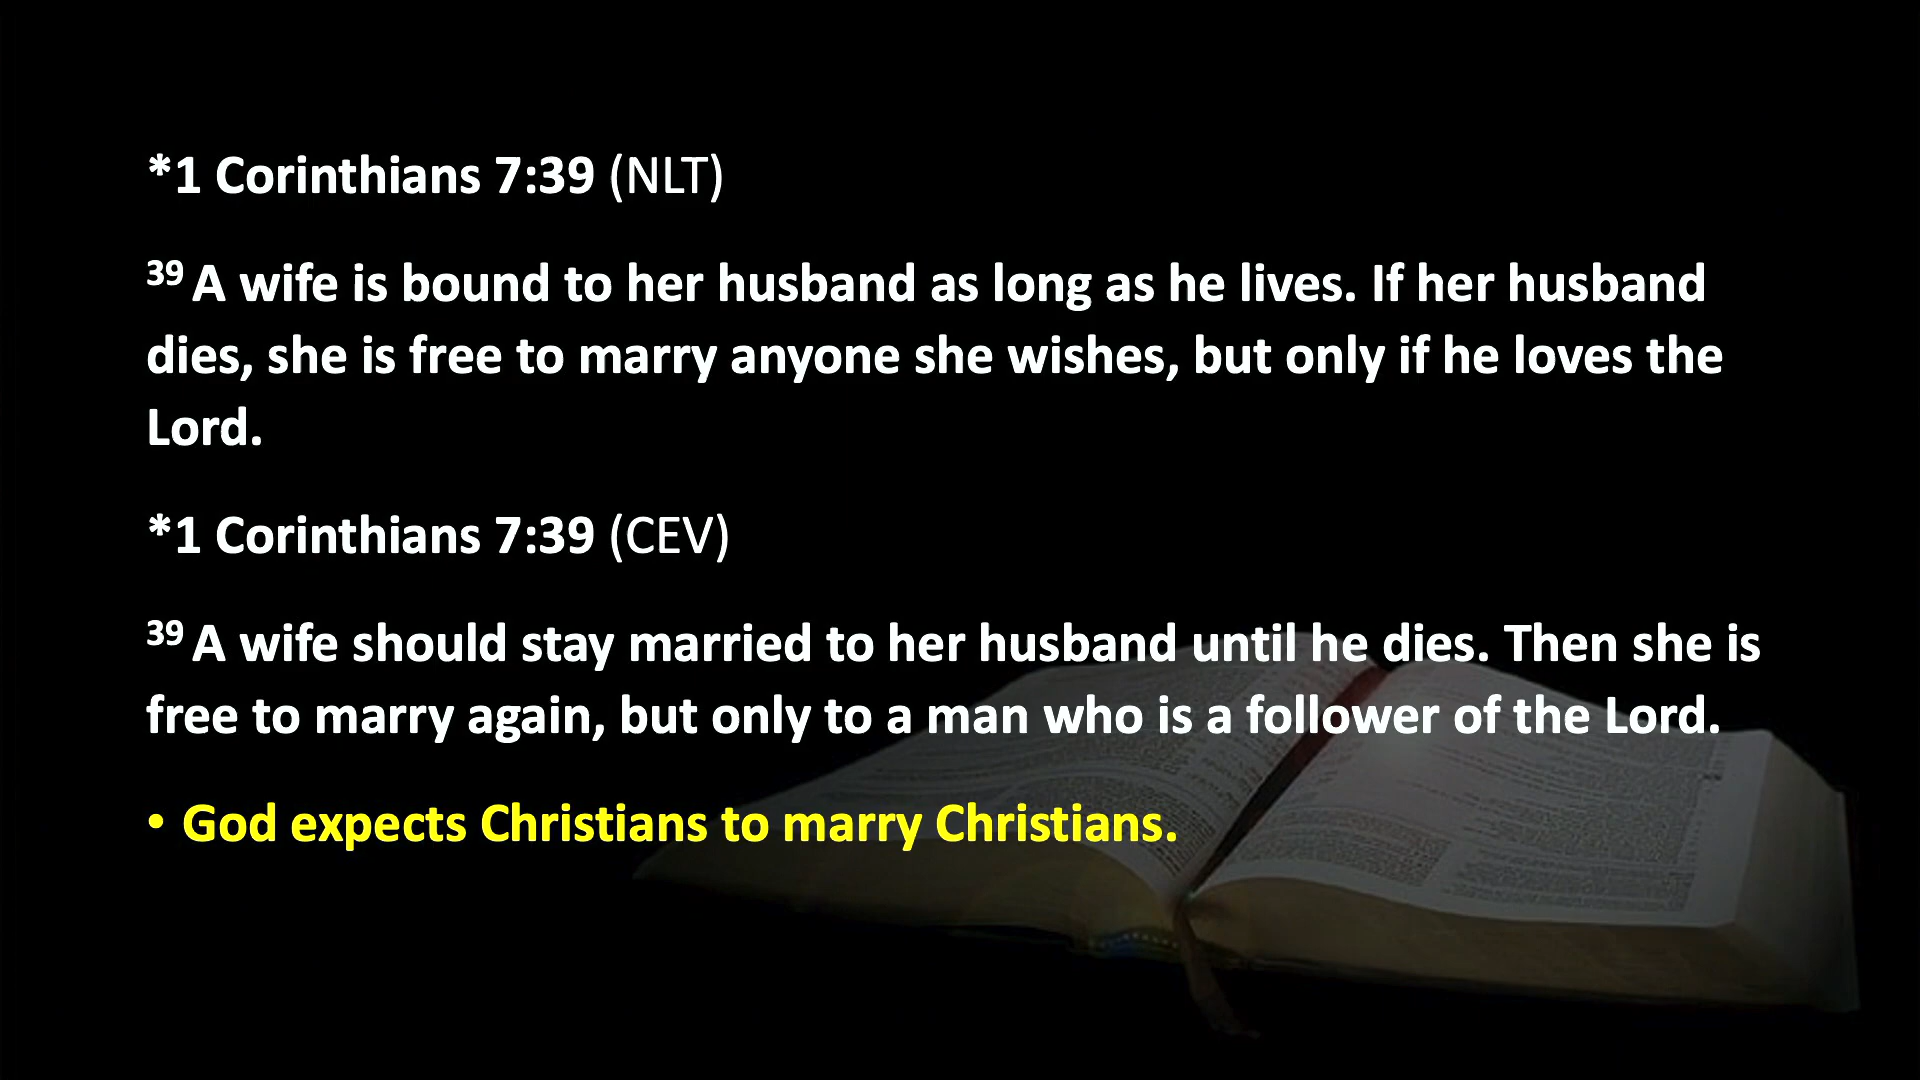 *1 Corinthians 7:39 (NLT)
39 A wife is bound to her husband as long as he lives. If her husband
dies, she is free to marry anyone she wishes, but only if he loves the
Lord.
*1 Corinthians 7:39 (CEV)
39 A wife should stay married to her husband until he dies. Then she is
free to marry again, but only to a man who is a follower of the Lord.
• God expects Christians to marry Christians.